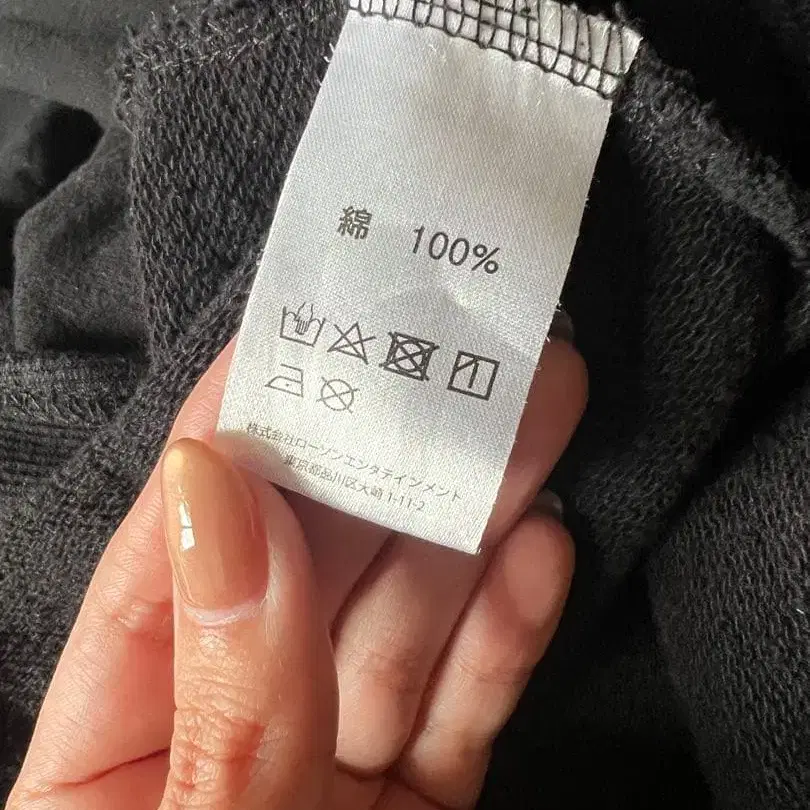 綿 100%
株式会社ローソンエンタテインメント
東京都品川区大崎 1-11-2